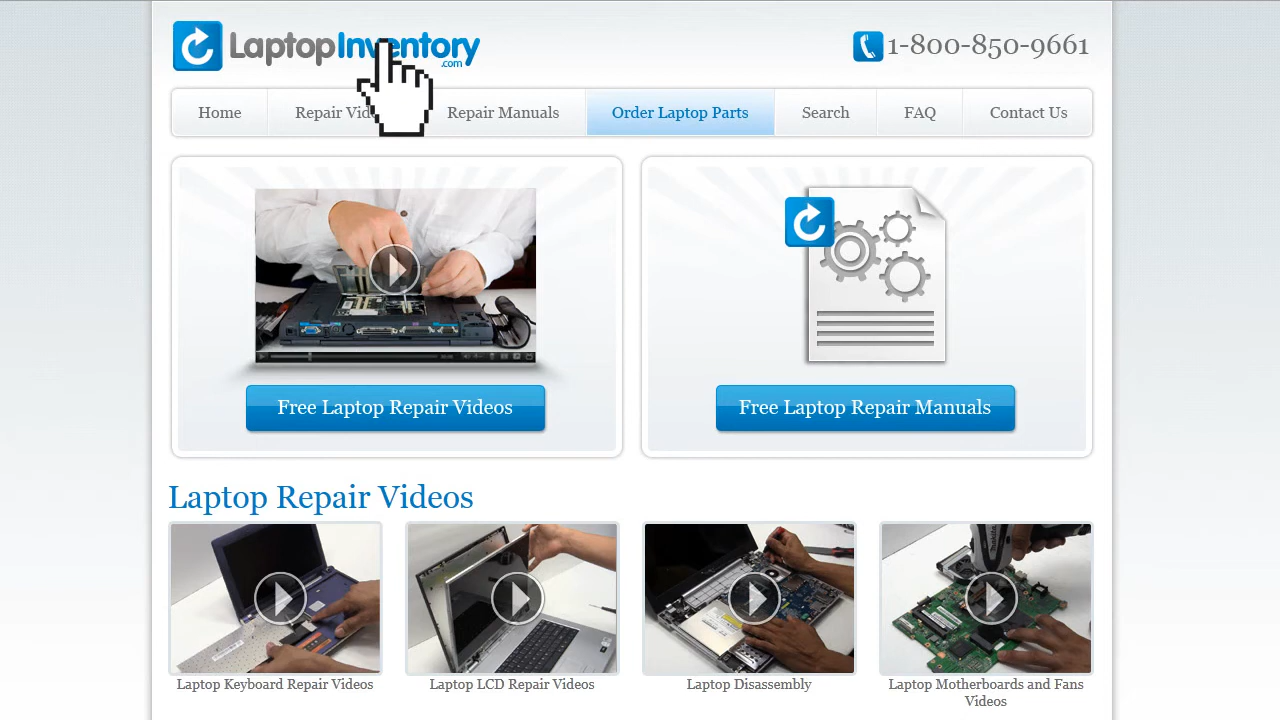 LaptopInventory
.com
1-800-850-9661
Home
Repair Vid
Repair Manuals
Order Laptop Parts
Search
FAQ
Contact Us
Free Laptop Repair Videos
Free Laptop Repair Manuals
Laptop Repair Videos
Laptop Keyboard Repair Videos
Laptop LCD Repair Videos
Laptop Disassembly
Laptop Motherboards and Fans
Videos